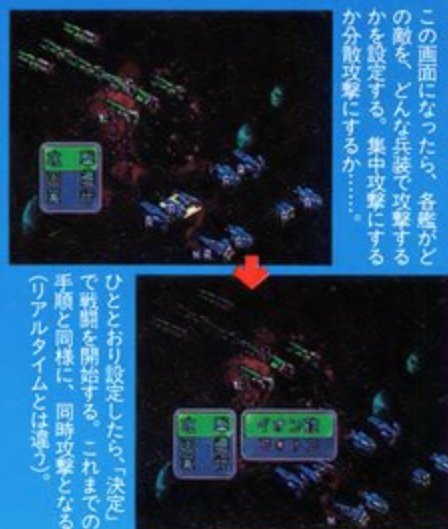 この画面になったら、各艦がど
の敵を、どんな兵装で攻撃する
かを設定する。集中攻撃にする
か分散攻撃にするか……。
ひととおり設定したら、「決定」
で戦闘を開始する。これまでの
手順と同様に、同時攻撃となる
(リアルタイムとは違う)。